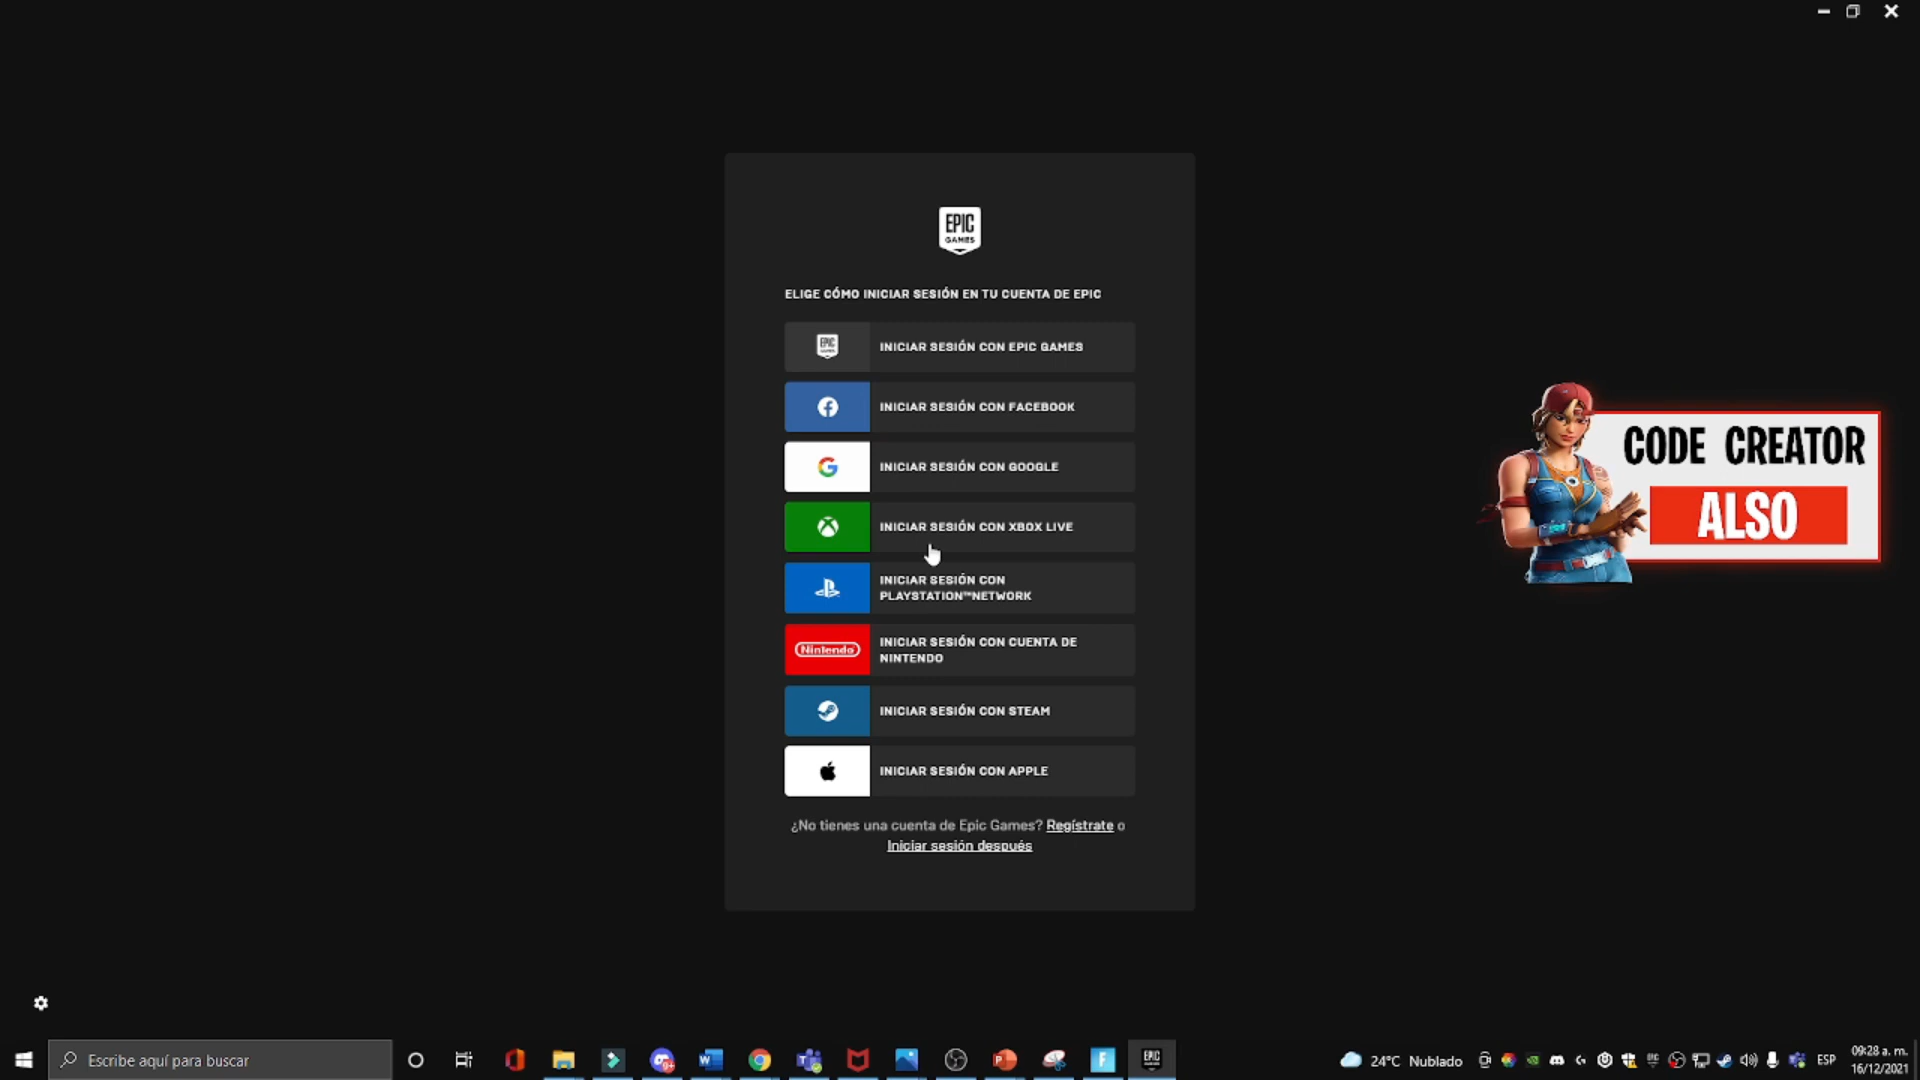 EPIC
GAMES
ELIGE CÓMO INICIAR SESIÓN EN TU CUENTA DE EPIC
EPIC
GAMES
INICIAR SESIÓN CON EPIC GAMES
INICIAR SESIÓN CON FACEBOOK
INICIAR SESIÓN CON GOOGLE
INICIAR SESIÓN CON XBOX LIVE
INICIAR SESIÓN CON
PLAYSTATION™NETWORK
Nintendo
INICIAR SESIÓN CON CUENTA DE
NINTENDO
INICIAR SESIÓN CON STEAM
INICIAR SESIÓN CON APPLE
¿No tienes una cuenta de Epic Games? Regístrate o
Iniciar sesión después
CODE CREATOR
ALSO
Escribe aquí para buscar
EPIC
24°C Nublado
ESP
09:28 a. m.
16/12/2021